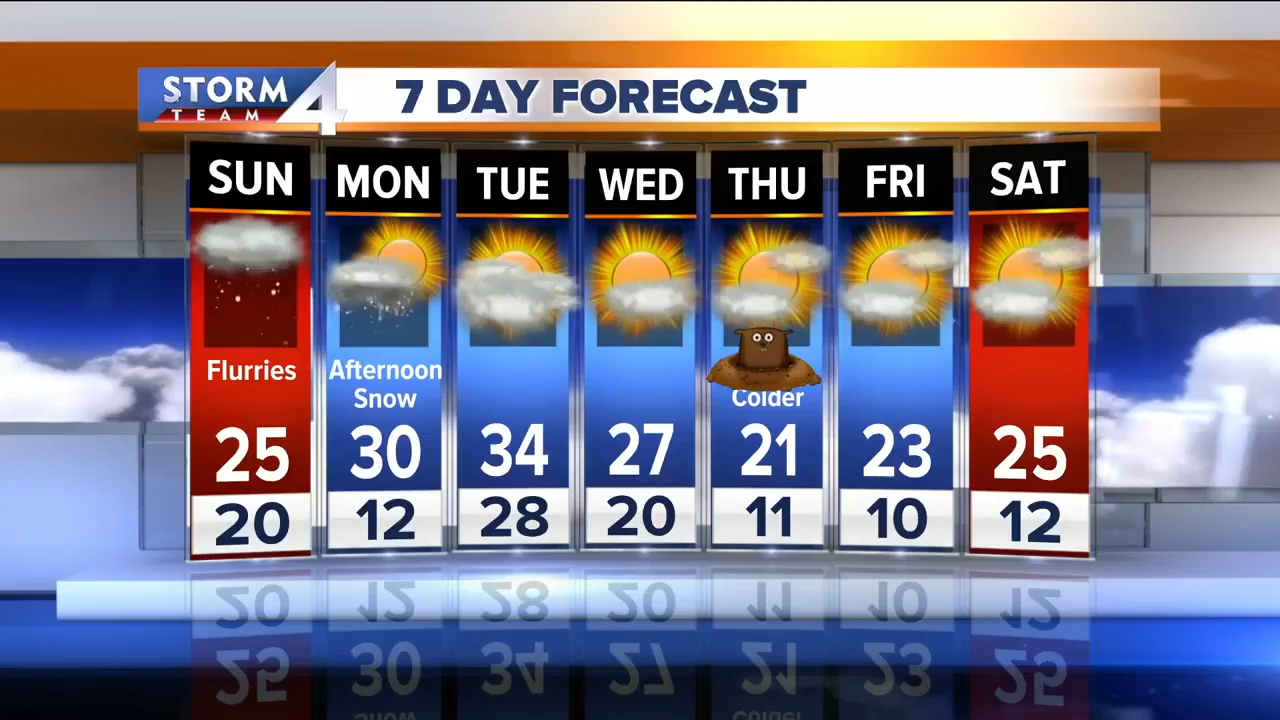 STORM
TEAM
4
7 DAY FORECAST
SUN MON TUE WED THU FRI SAT
Flurries Afternoon Colder
Snow
25 30 34 27 21 23 25
20 12 28 20 11 10 12